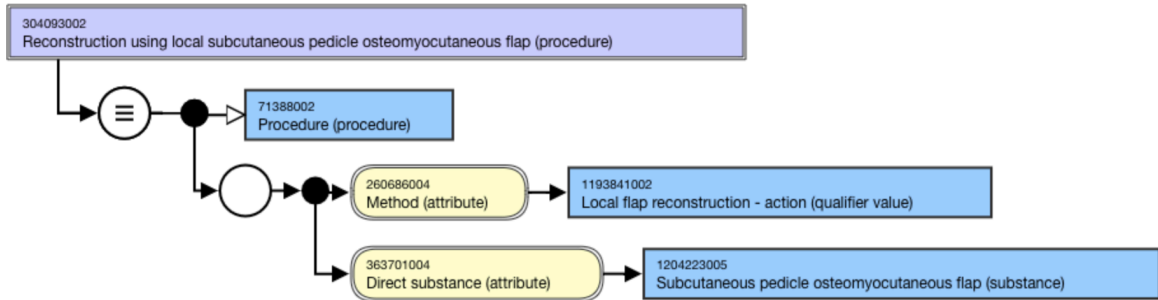 304093002
Reconstruction using local subcutaneous pedicle osteomyocutaneous flap (procedure)
71388002
Procedure (procedure)
260686004
Method (attribute)
1193841002
Local flap reconstruction - action (qualifier value)
363701004
Direct substance (attribute)
1204223005
Subcutaneous pedicle osteomyocutaneous flap (substance)